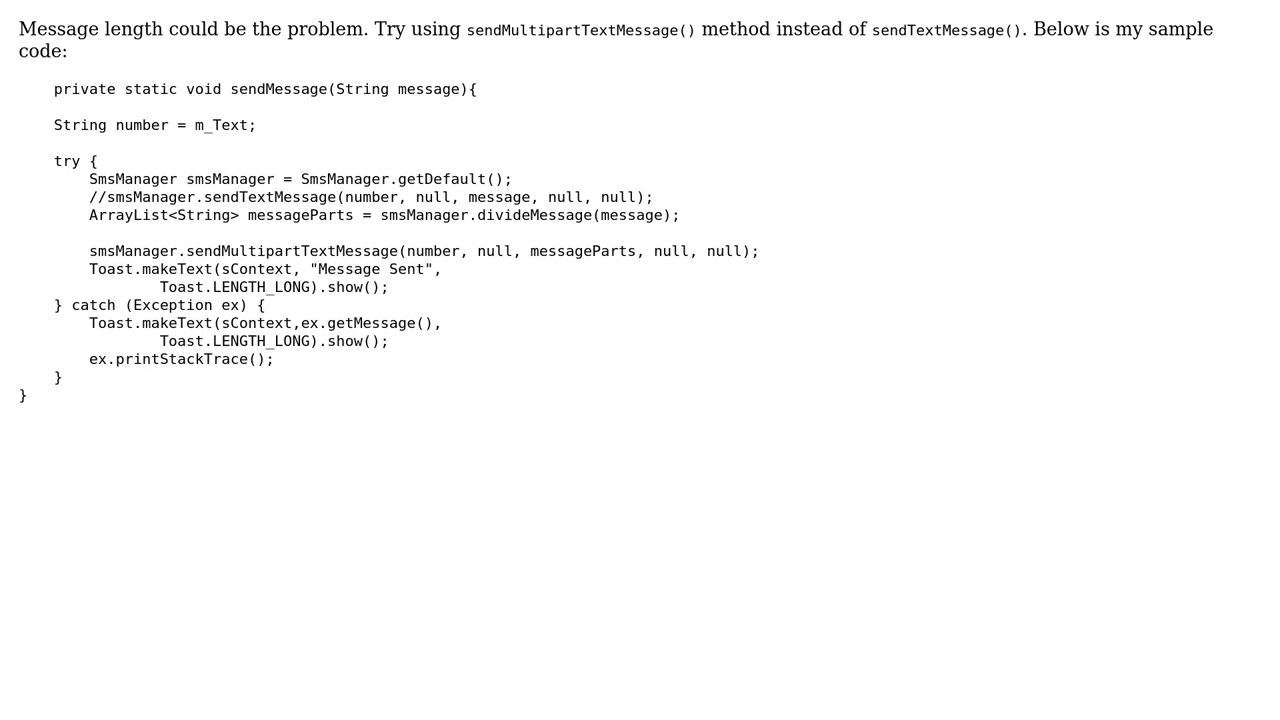 Message length could be the problem. Try using sendMultipartTextMessage() method instead of sendTextMessage(). Below is my sample
code:
    private static void sendMessage(String message){
    String number = m_Text;
    try {
        SmsManager smsManager = SmsManager.getDefault();
        //smsManager.sendTextMessage(number, null, message, null, null);
        ArrayList<String> messageParts = smsManager.divideMessage(message);
        smsManager.sendMultipartTextMessage(number, null, messageParts, null, null);
        Toast.makeText(sContext, "Message Sent",
                Toast.LENGTH_LONG).show();
    } catch (Exception ex) {
        Toast.makeText(sContext,ex.getMessage(),
                Toast.LENGTH_LONG).show();
        ex.printStackTrace();
    }
}